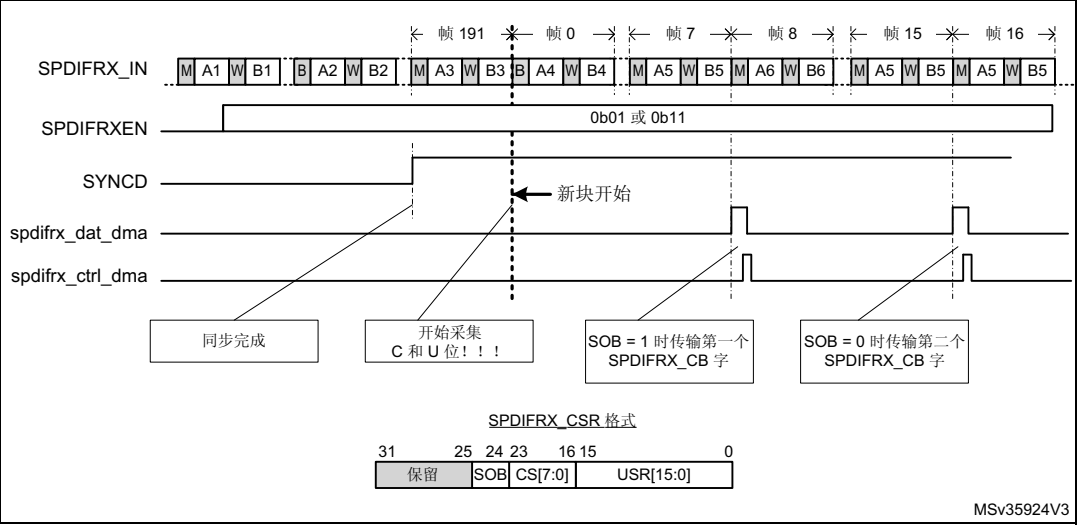 帧 191 帧 0 帧 7 帧 8 帧 15 帧 16
SPDIFRX_IN M A1 W B1 B A2 W B2 M A3 W B3 B A4 W B4 M A5 W B5 M A6 W B6 M A5 W B5 M A5 W B5
SPDIFRXEN 0b01 或 0b11
SYNCD
新块开始
spdifrx_dat_dma
spdifrx_ctrl_dma
同步完成
开始采集
C 和 U 位！！！
SOB = 1 时传输第一个
SPDIFRX_CB 字
SOB = 0 时传输第二个
SPDIFRX_CB 字
SPDIFRX_CSR 格式
31 25 24 23 16 15 0
保留 SOB CS[7:0] USR[15:0]
MSv35924V3